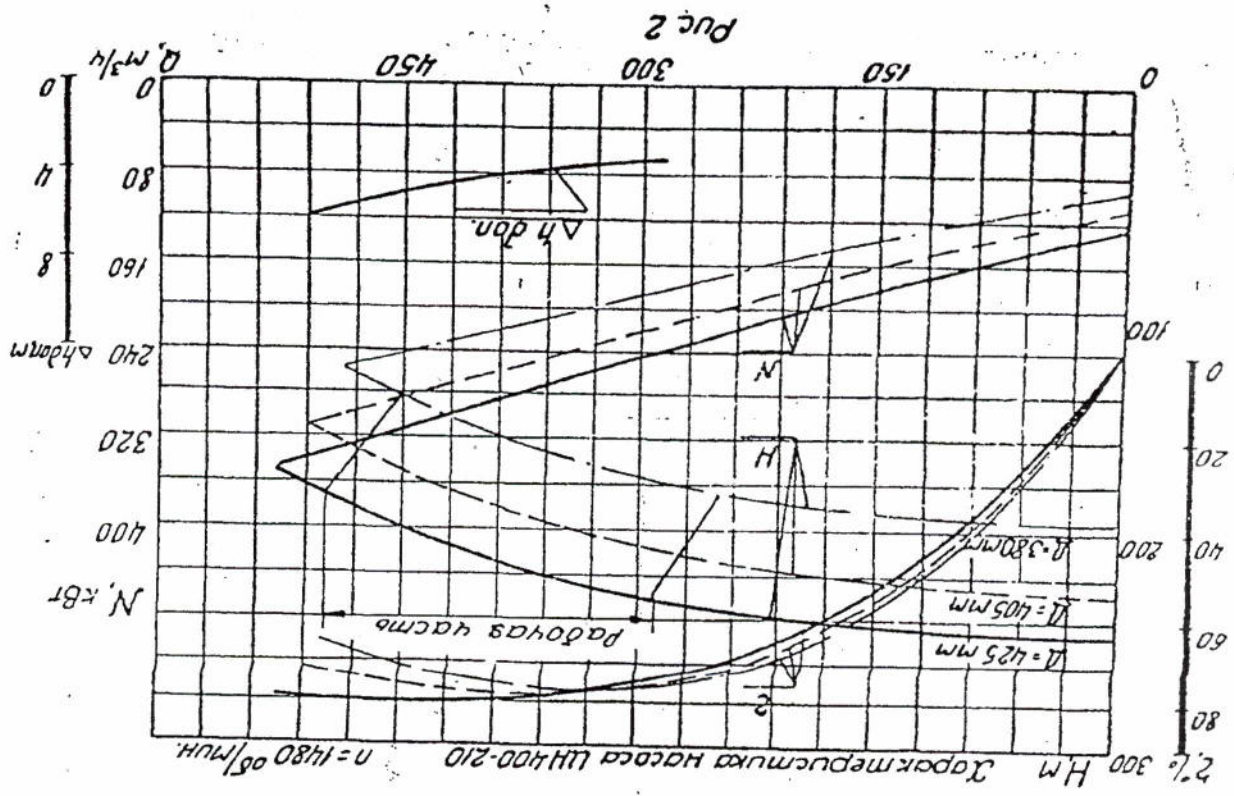 Характеристика насоса ЦН400-210 n=1480 об/мин.
η% H,м
300
80
60
40
20
0
200
100
η
Д=425 мм
Д=405 мм
Д=380 мм
Рабочая часть
H
N
N, кВт
400
320
240
160
80
0
Δhдоп м
8
4
0
Δh доп.
0 150 300 450 Q, м³/ч
Рис. 2